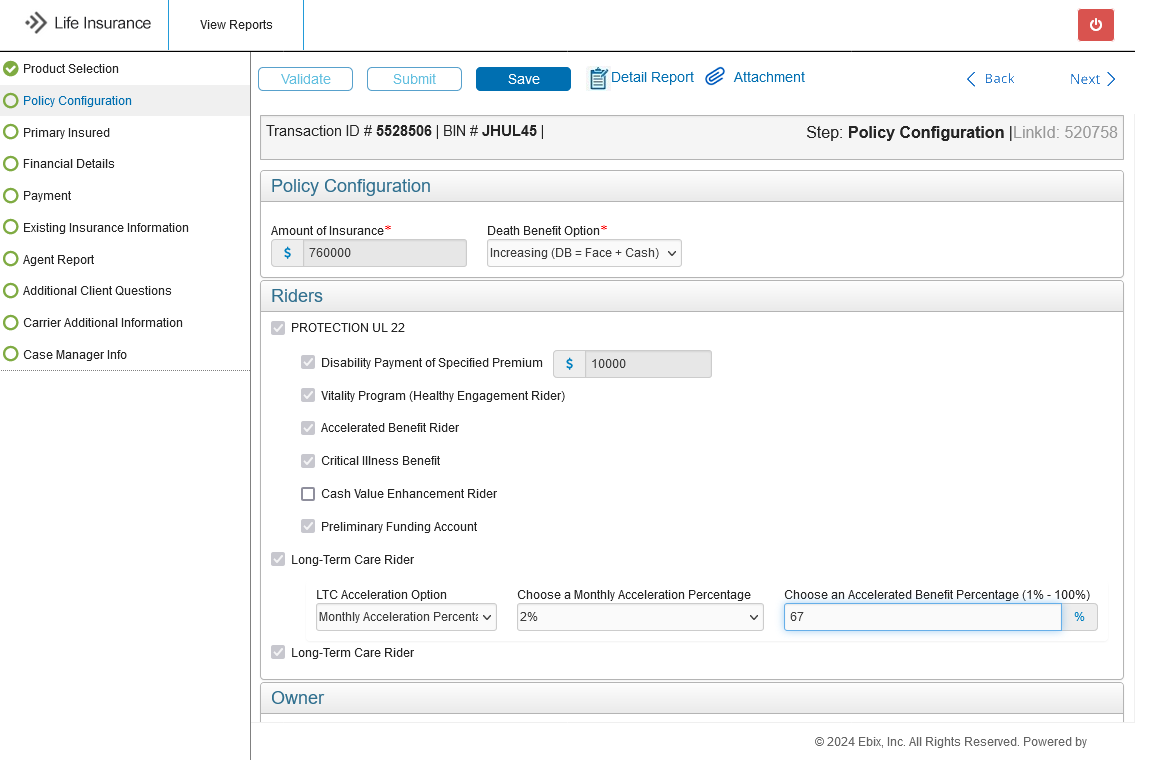 Life Insurance
View Reports
Product Selection
Policy Configuration
Primary Insured
Financial Details
Payment
Existing Insurance Information
Agent Report
Additional Client Questions
Carrier Additional Information
Case Manager Info
Validate Submit Save Detail Report Attachment Back Next
Transaction ID # 5528506 | BIN # JHUL45 | Step: Policy Configuration |LinkId: 520758
Policy Configuration
Amount of Insurance* Death Benefit Option*
$ 760000 Increasing (DB = Face + Cash)
Riders
PROTECTION UL 22
Disability Payment of Specified Premium $ 10000
Vitality Program (Healthy Engagement Rider)
Accelerated Benefit Rider
Critical Illness Benefit
Cash Value Enhancement Rider
Preliminary Funding Account
Long-Term Care Rider
LTC Acceleration Option Choose a Monthly Acceleration Percentage Choose an Accelerated Benefit Percentage (1% - 100%)
Monthly Acceleration Percenta 2% 67 %
Long-Term Care Rider
Owner
© 2024 Ebix, Inc. All Rights Reserved. Powered by